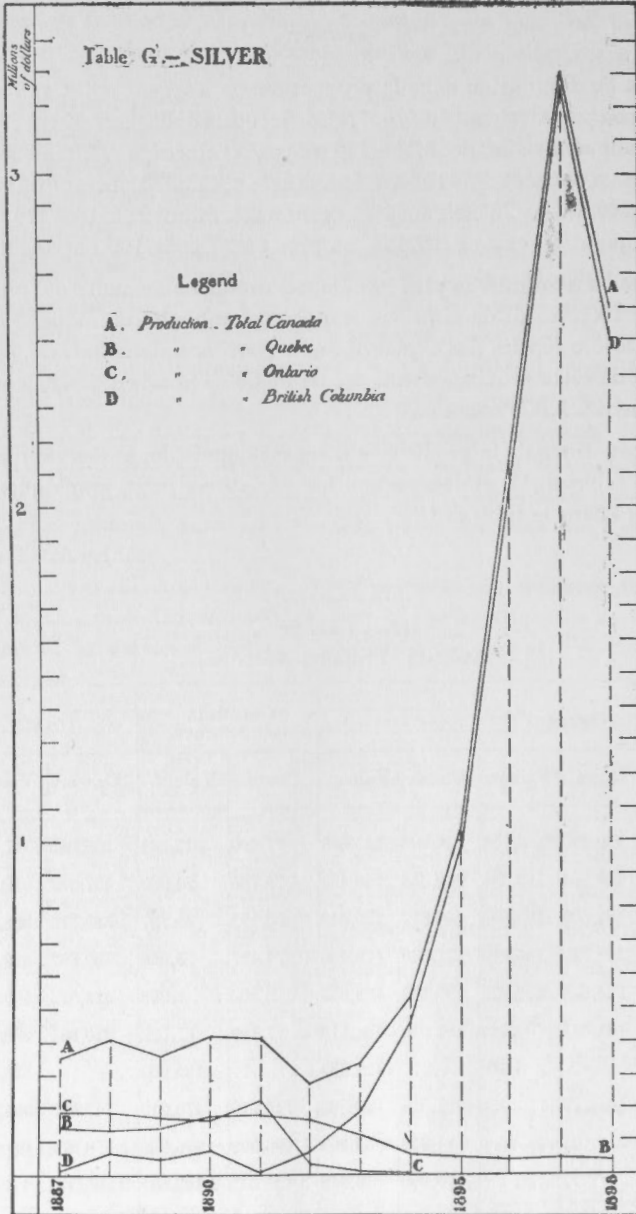 Millions
of dollars
Table G.— SILVER
3
Legend
A. Production - Total Canada
B. " " Quebec
C. " " Ontario
D " " British Columbia
A
D
2
1
A
C
B
D
C
B
1887
1890
1895
1898